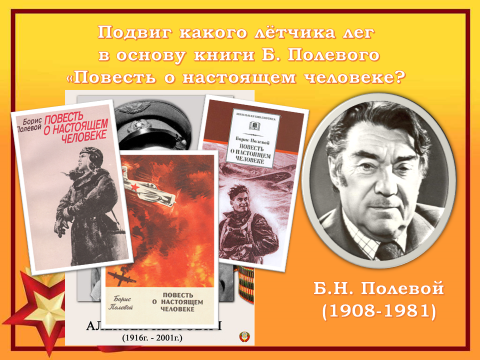 Подвиг какого лётчика лег
в основу книги Б. Полевого
«Повесть о настоящем человеке?
Борис
Полевой
ПОВЕСТЬ
О НАСТОЯЩЕМ
ЧЕЛОВЕКЕ
Борис Полевой
ПОВЕСТЬ
О НАСТОЯЩЕМ
ЧЕЛОВЕКЕ
Борис
Полевой
ПОВЕСТЬ
О НАСТОЯЩЕМ
ЧЕЛОВЕКЕ
(1916г. - 2001г.)
Б.Н. Полевой
(1908-1981)